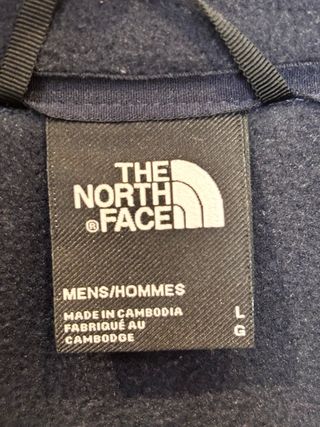 THE
NORTH
® FACE
MENS/HOMMES
MADE IN CAMBODIA L
FABRIQUÉ AU G
CAMBODGE